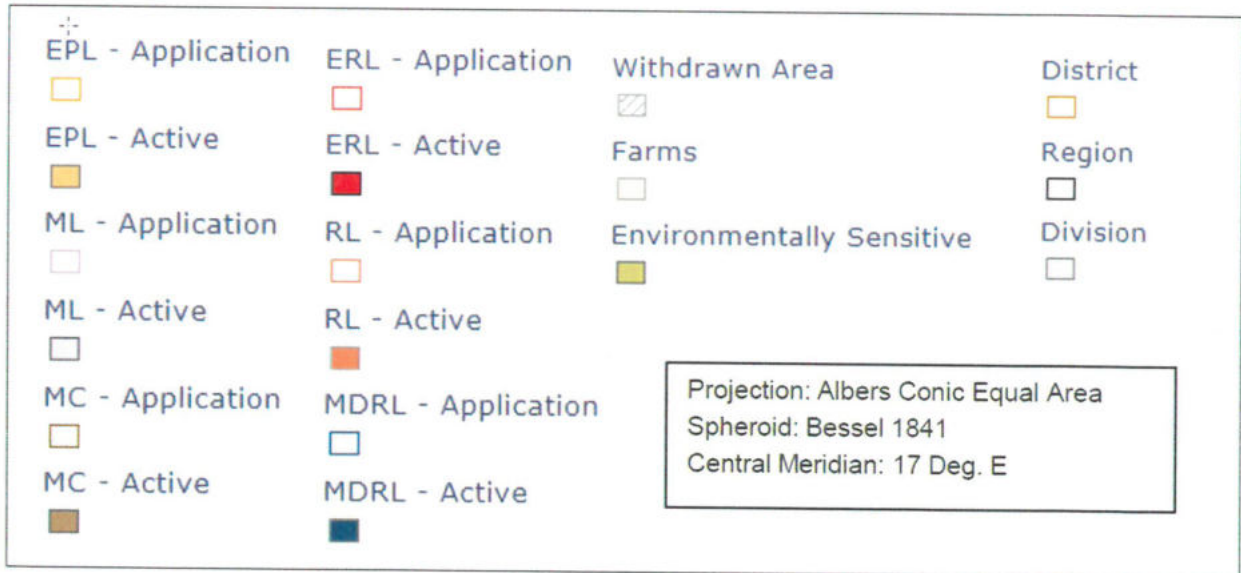 EPL - Application
EPL - Active
ML - Application
ML - Active
MC - Application
MC - Active
ERL - Application
ERL - Active
RL - Application
RL - Active
MDRL - Application
MDRL - Active
Withdrawn Area
Farms
Environmentally Sensitive
District
Region
Division
Projection: Albers Conic Equal Area
Spheroid: Bessel 1841
Central Meridian: 17 Deg. E